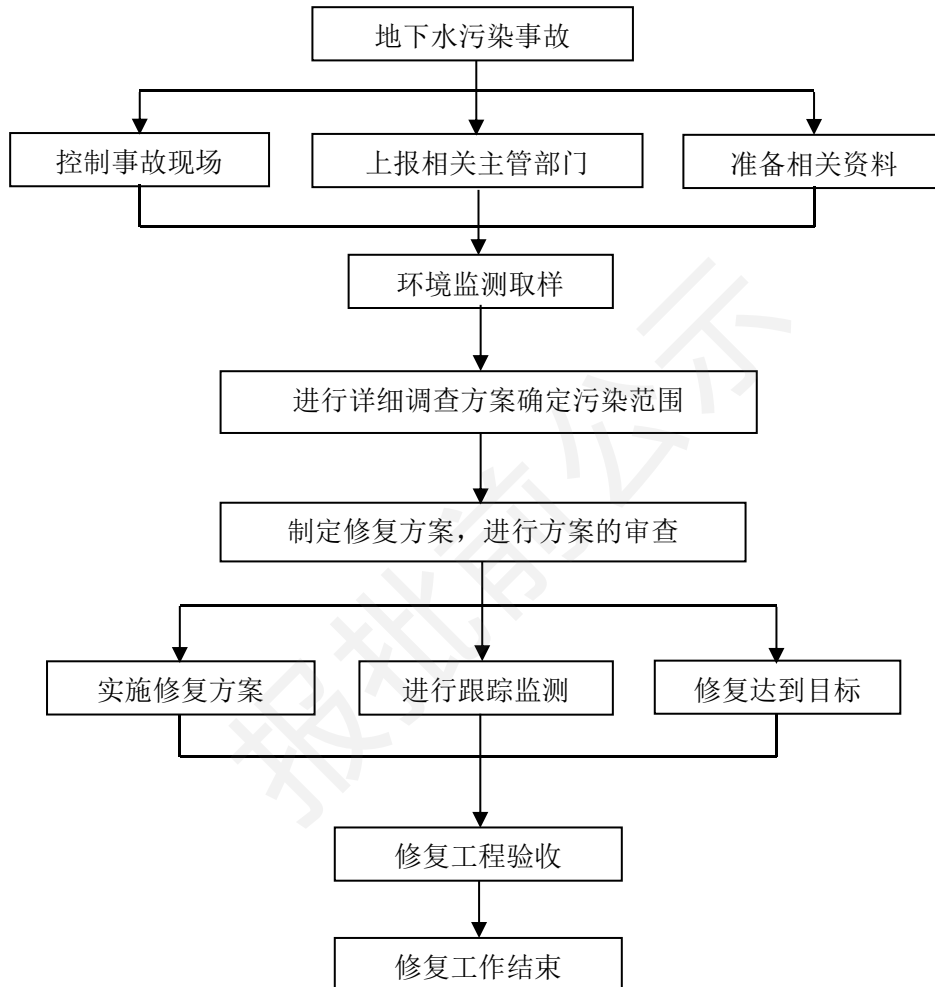 地下水污染事故
控制事故现场
上报相关主管部门
准备相关资料
环境监测取样
进行详细调查方案确定污染范围
制定修复方案，进行方案的审查
实施修复方案
进行跟踪监测
修复达到目标
修复工程验收
修复工作结束
报批前公示